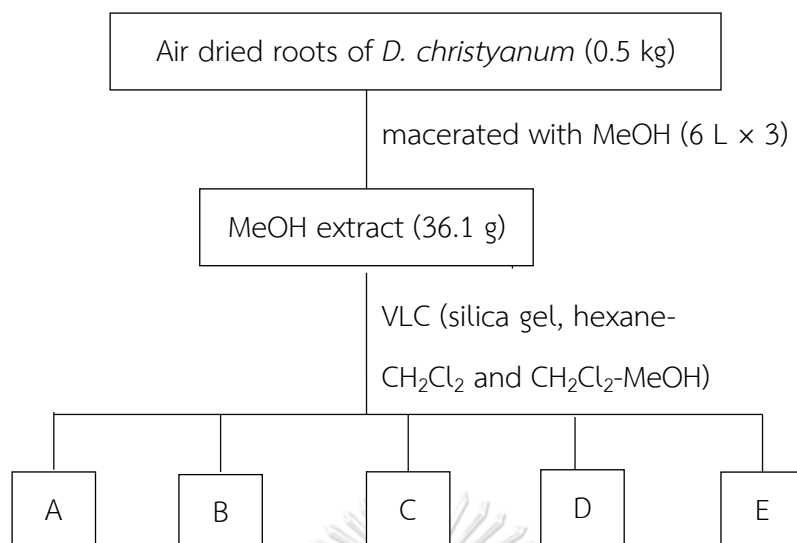 Air dried roots of D. christyanum (0.5 kg)
macerated with MeOH (6 L × 3)
MeOH extract (36.1 g)
VLC (silica gel, hexane-
CH₂Cl₂ and CH₂Cl₂-MeOH)
A B C D E